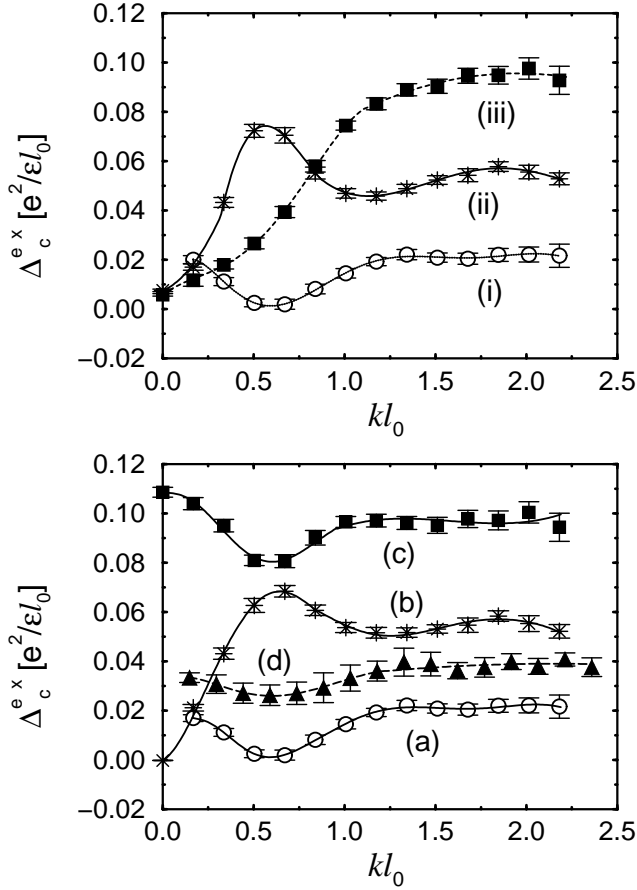 0.12
0.10
0.08
0.06
0.04
0.02
0.00
−0.02
Δ_c^{e x} [e²/εl₀]
(iii)
(ii)
(i)
0.0 0.5 1.0 1.5 2.0 2.5
kl₀
0.12
0.10
0.08
0.06
0.04
0.02
0.00
−0.02
Δ_c^{e x} [e²/εl₀]
(c)
(b)
(d)
(a)
0.0 0.5 1.0 1.5 2.0 2.5
kl₀